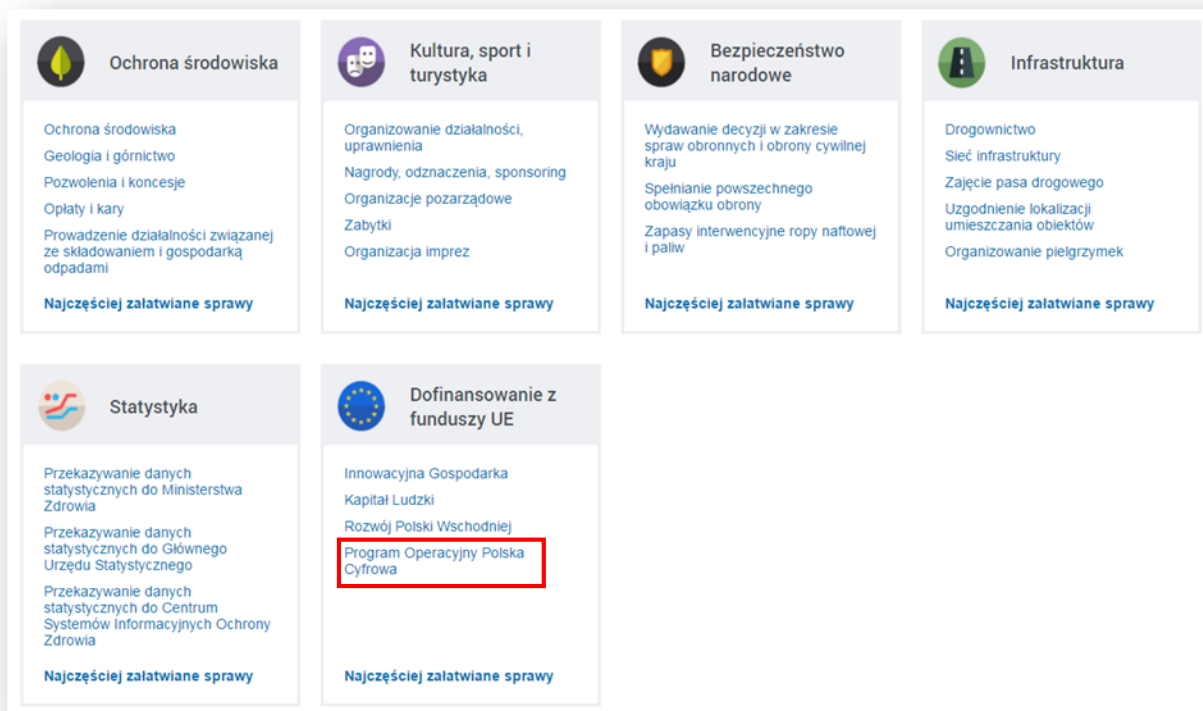 Ochrona środowiska
Ochrona środowiska
Geologia i górnictwo
Pozwolenia i koncesje
Opłaty i kary
Prowadzenie działalności związanej
ze składowaniem i gospodarką
odpadami
Najczęściej załatwiane sprawy
Kultura, sport i
turystyka
Organizowanie działalności,
uprawnienia
Nagrody, odznaczenia, sponsoring
Organizacje pozarządowe
Zabytki
Organizacja imprez
Najczęściej załatwiane sprawy
Bezpieczeństwo
narodowe
Wydawanie decyzji w zakresie
spraw obronnych i obrony cywilnej
kraju
Spełnianie powszechnego
obowiązku obrony
Zapasy interwencyjne ropy naftowej
i paliw
Najczęściej załatwiane sprawy
Infrastruktura
Drogownictwo
Sieć infrastruktury
Zajęcie pasa drogowego
Uzgodnienie lokalizacji
umieszczania obiektów
Organizowanie pielgrzymek
Najczęściej załatwiane sprawy
Statystyka
Przekazywanie danych
statystycznych do Ministerstwa
Zdrowia
Przekazywanie danych
statystycznych do Głównego
Urzędu Statystycznego
Przekazywanie danych
statystycznych do Centrum
Systemów Informacyjnych Ochrony
Zdrowia
Najczęściej załatwiane sprawy
Dofinansowanie z
funduszy UE
Innowacyjna Gospodarka
Kapitał Ludzki
Rozwój Polski Wschodniej
Program Operacyjny Polska
Cyfrowa
Najczęściej załatwiane sprawy